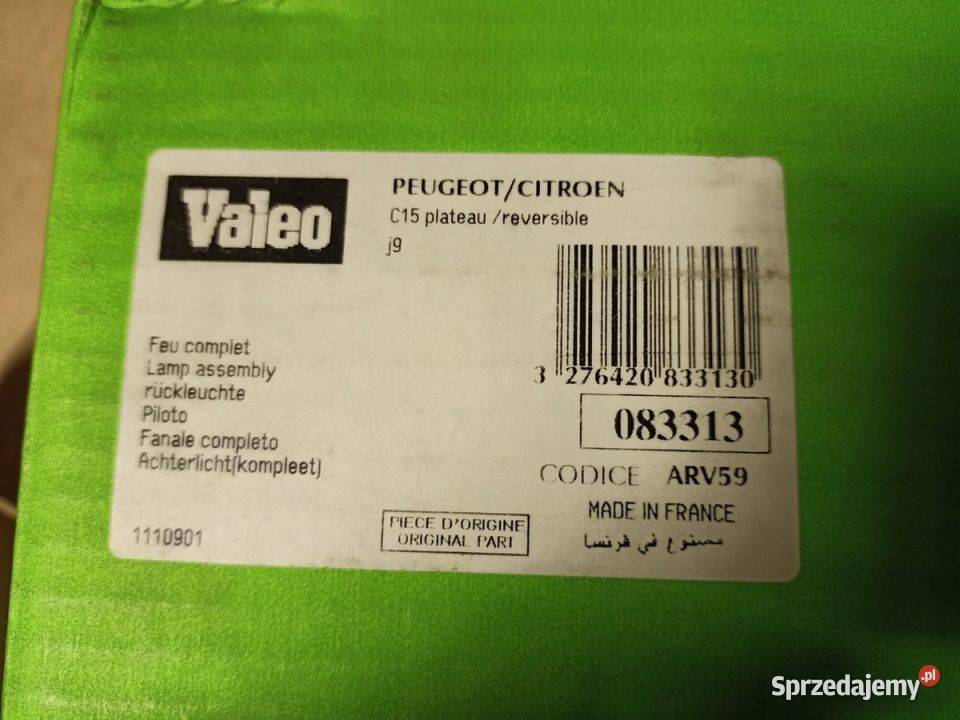 Valeo
PEUGEOT/CITROEN
C15 plateau /reversible
j9
3 276420 833130
083313
CODICE ARV59
MADE IN FRANCE
مصنوع في فرنسا
Feu complet
Lamp assembly
rückleuchte
Piloto
Fanale completo
Achterlicht(kompleet)
1110901
PIECE D'ORIGINE
ORIGINAL PART
Sprzedajemy.pl